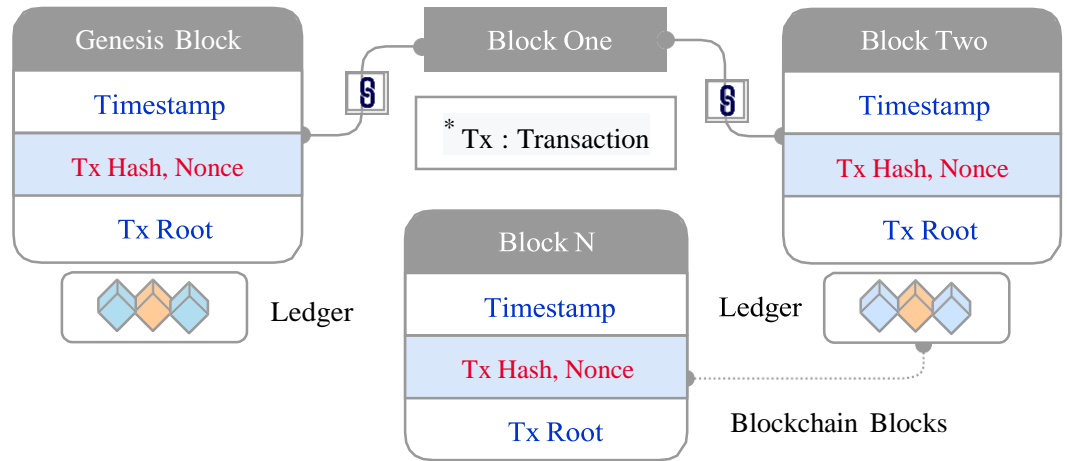 Genesis Block
Timestamp
Tx Hash, Nonce
Tx Root
Ledger
Block One
* Tx : Transaction
Block Two
Timestamp
Tx Hash, Nonce
Tx Root
Ledger
Block N
Timestamp
Tx Hash, Nonce
Tx Root
Blockchain Blocks